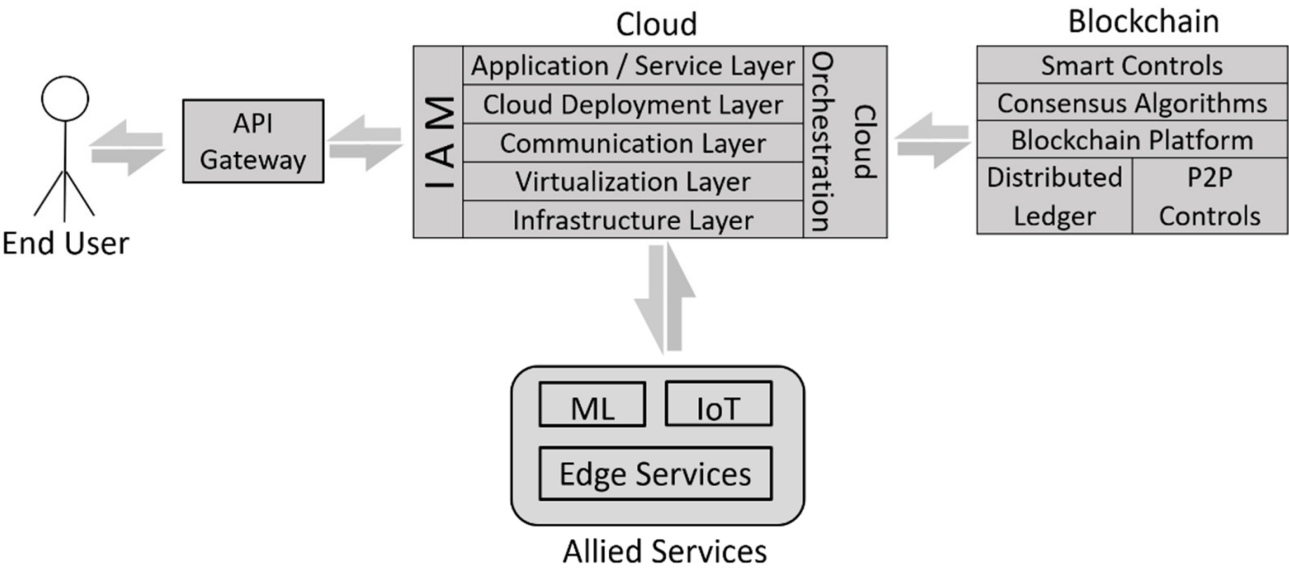 Cloud
Blockchain
End User
API
Gateway
I A M
Application / Service Layer
Cloud Deployment Layer
Communication Layer
Virtualization Layer
Infrastructure Layer
Cloud
Orchestration
Smart Controls
Consensus Algorithms
Blockchain Platform
Distributed
Ledger
P2P
Controls
ML
IoT
Edge Services
Allied Services